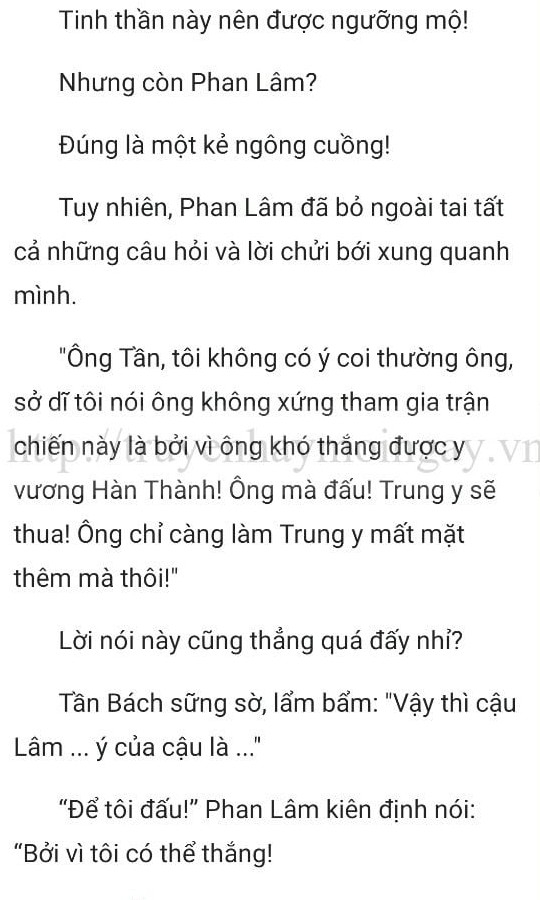 Tinh thần này nên được ngưỡng mộ!
Nhưng còn Phan Lâm?
Đúng là một kẻ ngông cuồng!
Tuy nhiên, Phan Lâm đã bỏ ngoài tai tất
cả những câu hỏi và lời chửi bới xung quanh
mình.
"Ông Tần, tôi không có ý coi thường ông,
sở dĩ tôi nói ông không xứng tham gia trận
chiến này là bởi vì ông khó thắng được y
vương Hàn Thành! Ông mà đấu! Trung y sẽ
thua! Ông chỉ càng làm Trung y mất mặt
thêm mà thôi!"
Lời nói này cũng thẳng quá đấy nhỉ?
Tần Bách sững sờ, lẩm bẩm: "Vậy thì cậu
Lâm ... ý của cậu là ..."
“Để tôi đấu!” Phan Lâm kiên định nói:
“Bởi vì tôi có thể thắng!